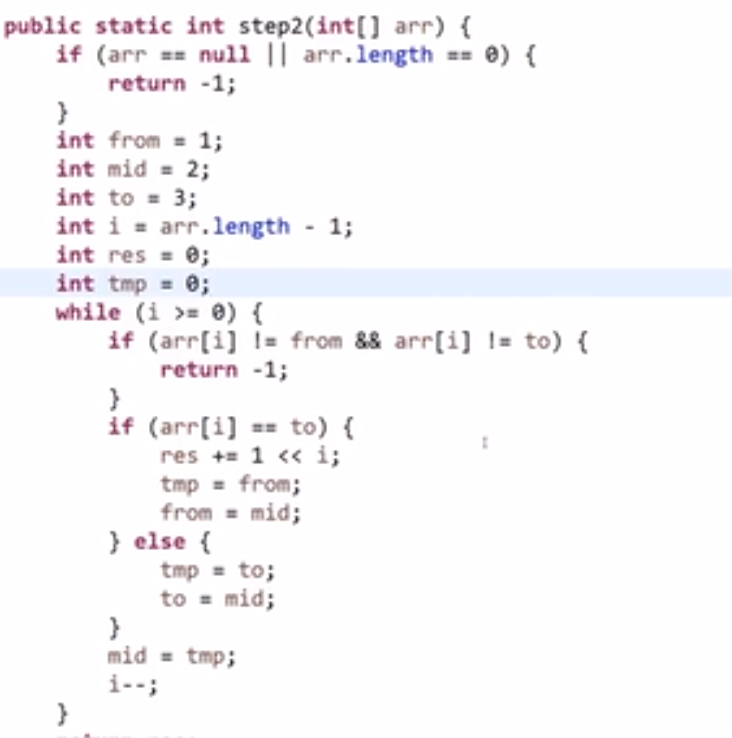 public static int step2(int[] arr) {
    if (arr == null || arr.length == 0) {
        return -1;
    }
    int from = 1;
    int mid = 2;
    int to = 3;
    int i = arr.length - 1;
    int res = 0;
    int tmp = 0;
    while (i >= 0) {
        if (arr[i] != from && arr[i] != to) {
            return -1;
        }
        if (arr[i] == to) {
            res += 1 << i;
            tmp = from;
            from = mid;
        } else {
            tmp = to;
            to = mid;
        }
        mid = tmp;
        i--;
    }